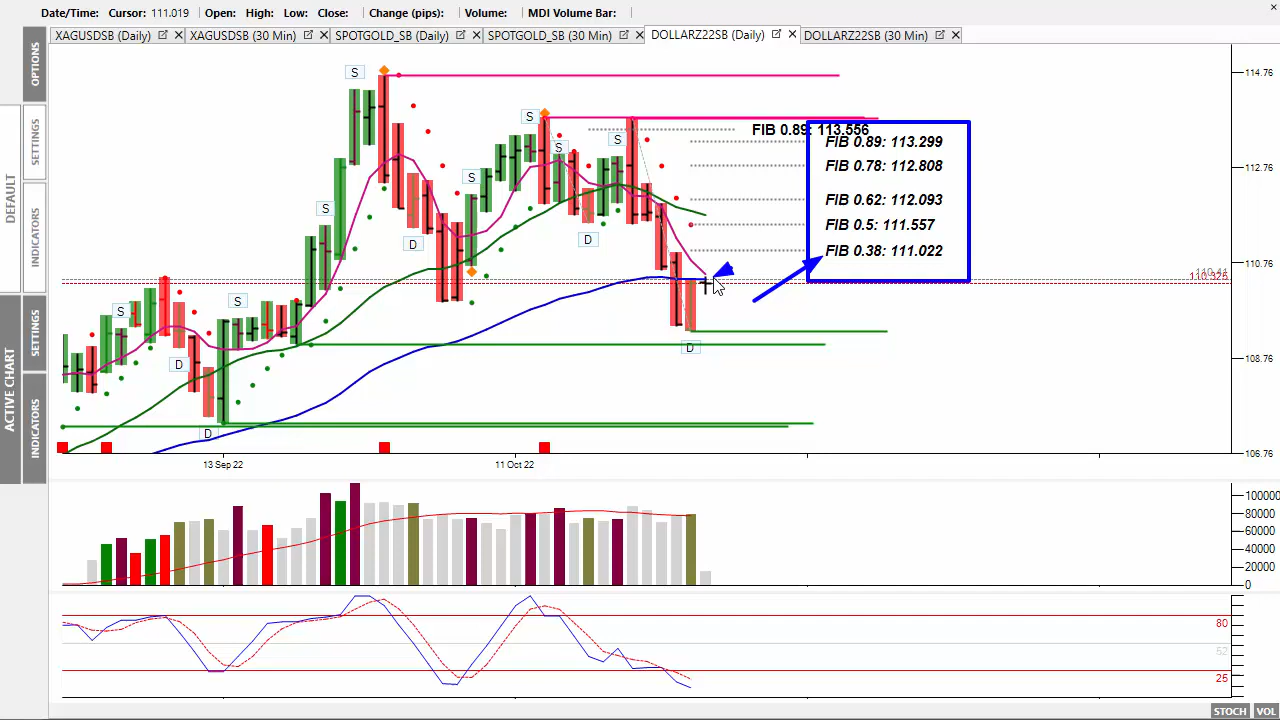 Date/Time: Cursor: 111.019 Open: High: Low: Close: Change (pips): Volume: MDI Volume Bar:
XAGUSDSB (Daily) XAGUSDSB (30 Min) SPOTGOLD_SB (Daily) SPOTGOLD_SB (30 Min) DOLLARZ22SB (Daily) DOLLARZ22SB (30 Min)
OPTIONS
SETTINGS
INDICATORS
DEFAULT
SETTINGS
INDICATORS
ACTIVE CHART
S
S
S
S
S
S
S
S
D
D
D
D
D
FIB 0.89: 113.556
FIB 0.89: 113.299
FIB 0.78: 112.808
FIB 0.62: 112.093
FIB 0.5: 111.557
FIB 0.38: 111.022
114.76
112.76
110.76
110.325
108.76
106.76
13 Sep 22
11 Oct 22
100000
80000
60000
40000
20000
0
80
52
25
STOCH VOL